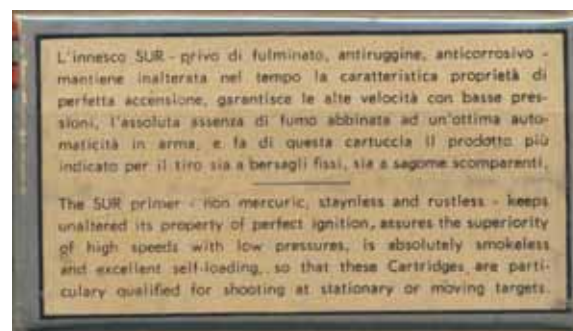 L'innesco SUR - privo di fulminato, antiruggine, anticorrosivo -
mantiene inalterata nel tempo la caratteristica proprietà di
perfetta accensione, garantisce le alte velocità con basse pres-
sioni, l'assoluta assenza di fumo abbinata ad un'ottima auto-
maticità in arma, e fa di questa cartuccia il prodotto più
indicato per il tiro sia a bersagli fissi, sia a sagome scomparenti.
The SUR primer - non mercuric, staynless and rustless - keeps
unaltered its property of perfect ignition, assures the superiority
of high speeds with low pressures, is absolutely smokeless
and excellent self-loading, so that these Cartridges are parti-
culary qualified for shooting at stationary or moving targets.